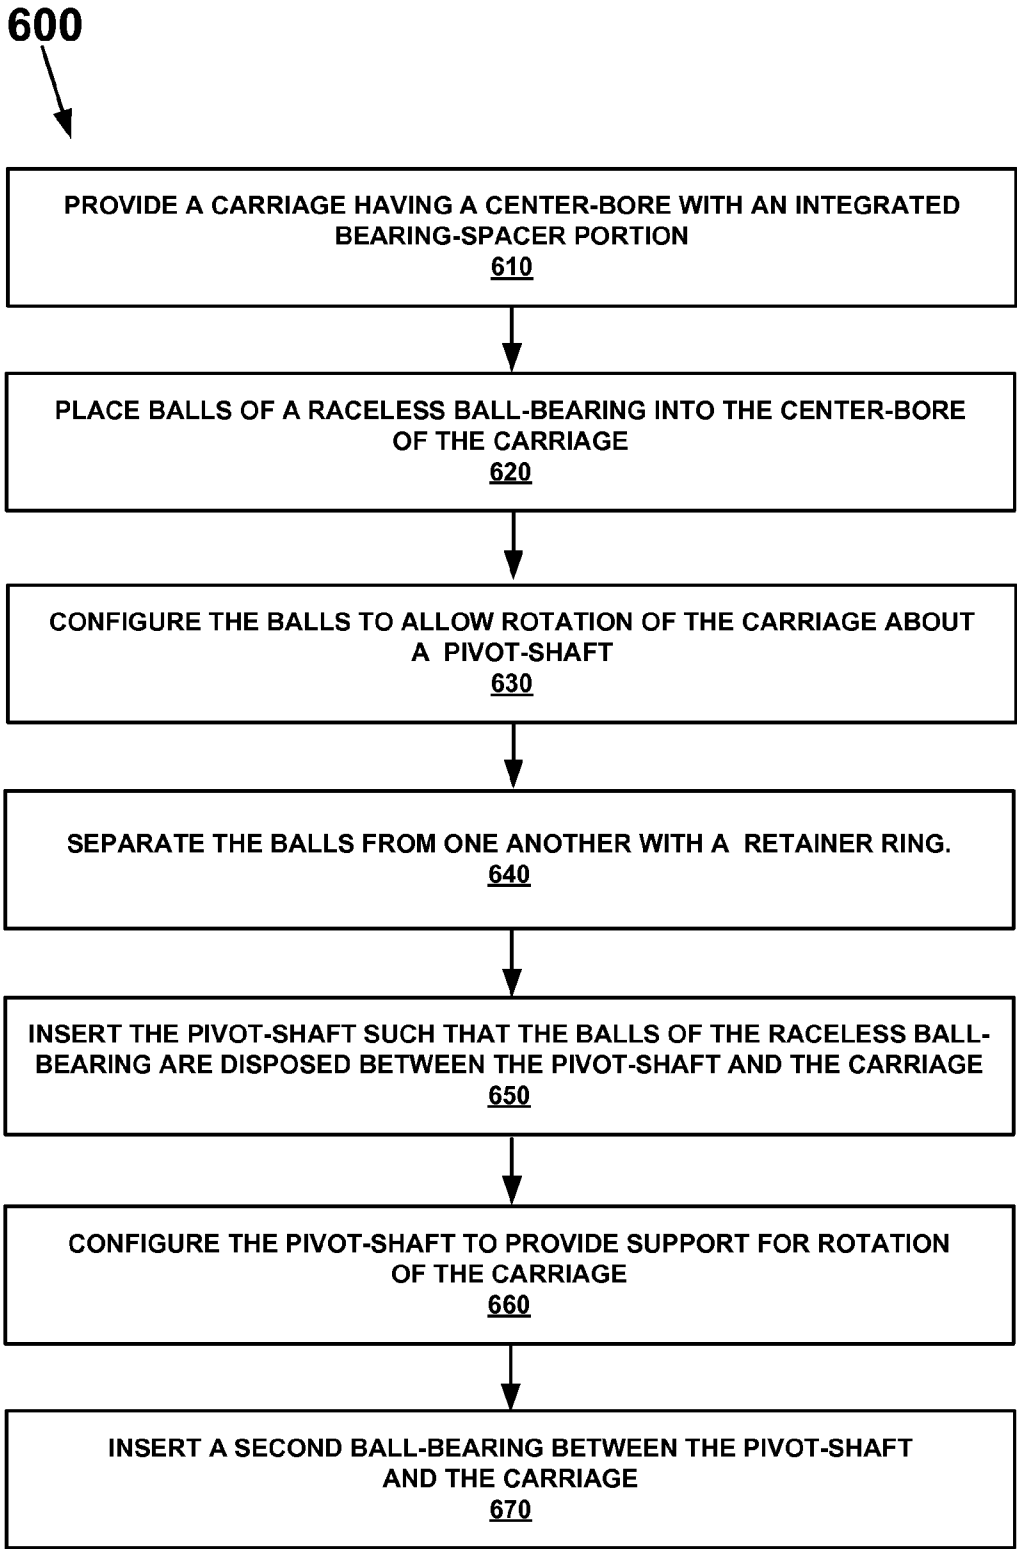 600
PROVIDE A CARRIAGE HAVING A CENTER-BORE WITH AN INTEGRATED
BEARING-SPACER PORTION
610
PLACE BALLS OF A RACELESS BALL-BEARING INTO THE CENTER-BORE
OF THE CARRIAGE
620
CONFIGURE THE BALLS TO ALLOW ROTATION OF THE CARRIAGE ABOUT
A PIVOT-SHAFT
630
SEPARATE THE BALLS FROM ONE ANOTHER WITH A RETAINER RING.
640
INSERT THE PIVOT-SHAFT SUCH THAT THE BALLS OF THE RACELESS BALL-
BEARING ARE DISPOSED BETWEEN THE PIVOT-SHAFT AND THE CARRIAGE
650
CONFIGURE THE PIVOT-SHAFT TO PROVIDE SUPPORT FOR ROTATION
OF THE CARRIAGE
660
INSERT A SECOND BALL-BEARING BETWEEN THE PIVOT-SHAFT
AND THE CARRIAGE
670